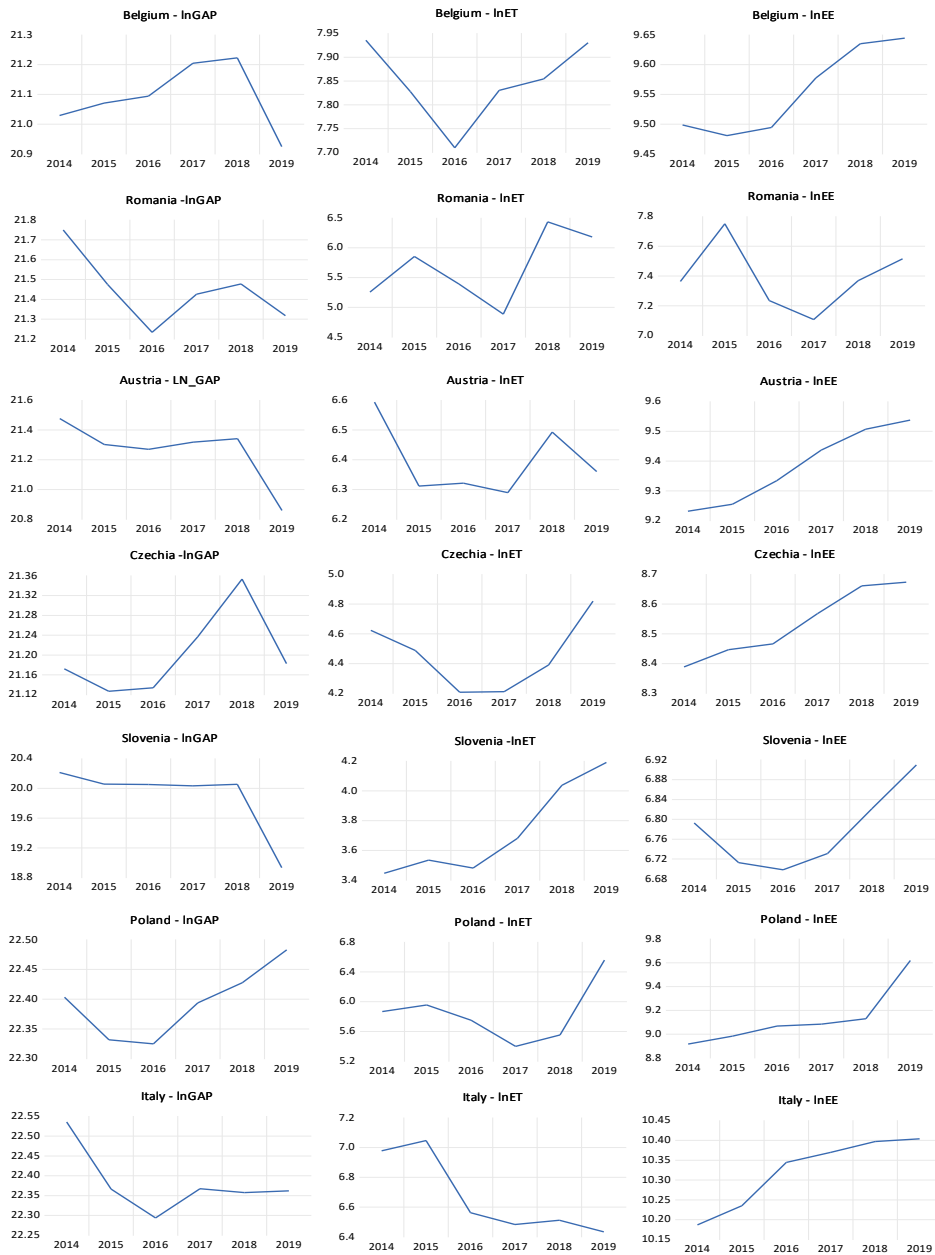 Belgium - lnGAP
21.3
21.2
21.1
21.0
20.9
2014 2015 2016 2017 2018 2019
Belgium - lnET
7.95
7.90
7.85
7.80
7.75
7.70
2014 2015 2016 2017 2018 2019
Belgium - lnEE
9.65
9.60
9.55
9.50
9.45
2014 2015 2016 2017 2018 2019
Romania -lnGAP
21.8
21.7
21.6
21.5
21.4
21.3
21.2
2014 2015 2016 2017 2018 2019
Romania - lnET
6.5
6.0
5.5
5.0
4.5
2014 2015 2016 2017 2018 2019
Romania - lnEE
7.8
7.6
7.4
7.2
7.0
2014 2015 2016 2017 2018 2019
Austria - LN_GAP
21.6
21.4
21.2
21.0
20.8
2014 2015 2016 2017 2018 2019
Austria - lnET
6.6
6.5
6.4
6.3
6.2
2014 2015 2016 2017 2018 2019
Austria - lnEE
9.6
9.5
9.4
9.3
9.2
2014 2015 2016 2017 2018 2019
Czechia -lnGAP
21.36
21.32
21.28
21.24
21.20
21.16
21.12
2014 2015 2016 2017 2018 2019
Czechia - lnET
5.0
4.8
4.6
4.4
4.2
2014 2015 2016 2017 2018 2019
Czechia - lnEE
8.7
8.6
8.5
8.4
8.3
2014 2015 2016 2017 2018 2019
Slovenia - lnGAP
20.4
20.0
19.6
19.2
18.8
2014 2015 2016 2017 2018 2019
Slovenia -lnET
4.2
4.0
3.8
3.6
3.4
2014 2015 2016 2017 2018 2019
Slovenia - lnEE
6.92
6.88
6.84
6.80
6.76
6.72
6.68
2014 2015 2016 2017 2018 2019
Poland - lnGAP
22.50
22.45
22.40
22.35
22.30
2014 2015 2016 2017 2018 2019
Poland - lnET
6.8
6.4
6.0
5.6
5.2
2014 2015 2016 2017 2018 2019
Poland - lnEE
9.8
9.6
9.4
9.2
9.0
8.8
2014 2015 2016 2017 2018 2019
Italy - lnGAP
22.55
22.50
22.45
22.40
22.35
22.30
22.25
2014 2015 2016 2017 2018 2019
Italy - lnET
7.2
7.0
6.8
6.6
6.4
2014 2015 2016 2017 2018 2019
Italy - lnEE
10.45
10.40
10.35
10.30
10.25
10.20
10.15
2014 2015 2016 2017 2018 2019